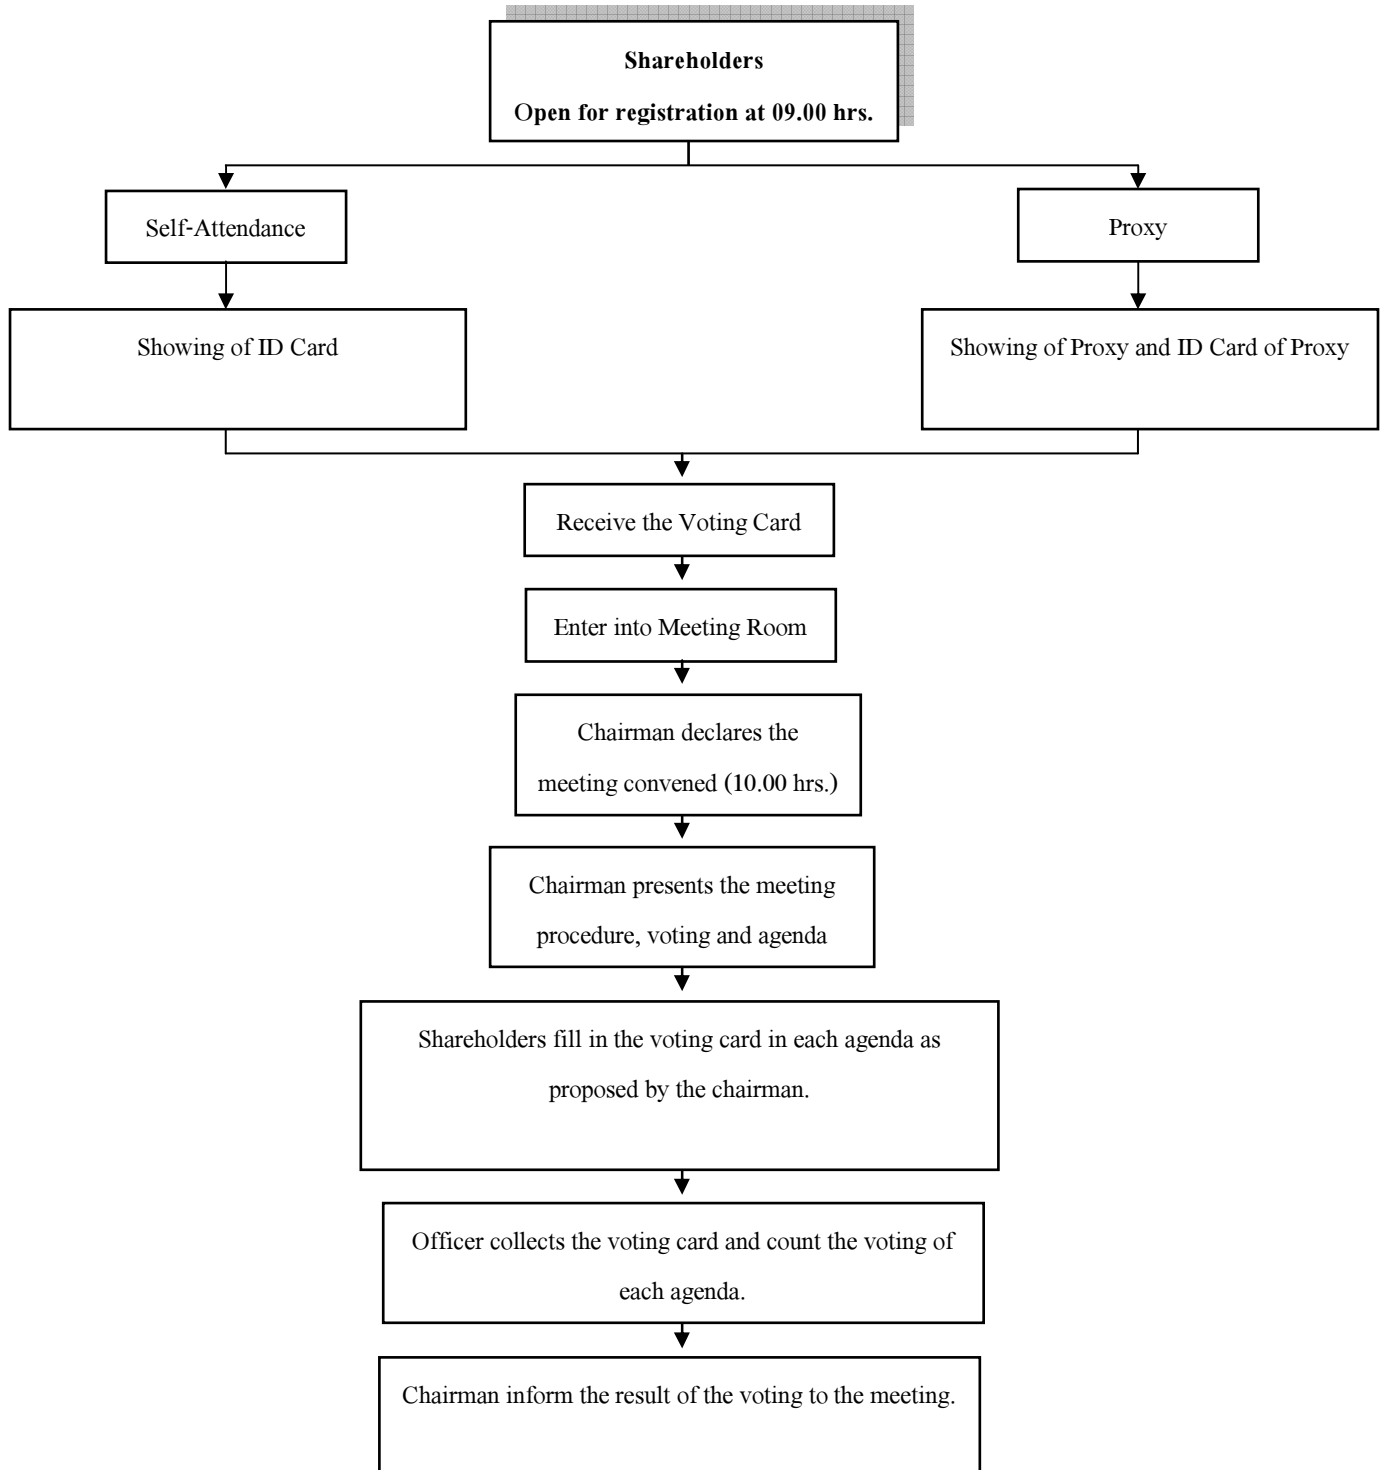 Shareholders
Open for registration at 09.00 hrs.
Self-Attendance
Proxy
Showing of ID Card
Showing of Proxy and ID Card of Proxy
Receive the Voting Card
Enter into Meeting Room
Chairman declares the
meeting convened (10.00 hrs.)
Chairman presents the meeting
procedure, voting and agenda
Shareholders fill in the voting card in each agenda as
proposed by the chairman.
Officer collects the voting card and count the voting of
each agenda.
Chairman inform the result of the voting to the meeting.